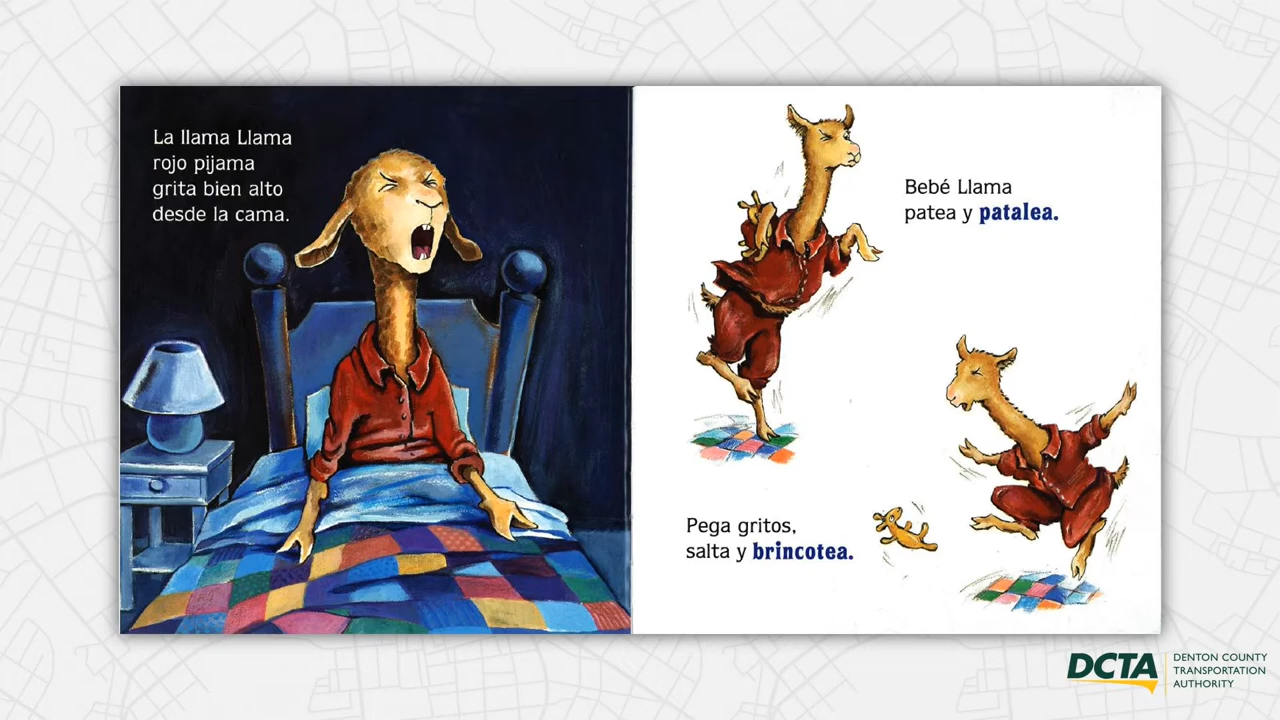 La llama Llama
rojo pijama
grita bien alto
desde la cama.
Bebé Llama
patea y patalea.
Pega gritos,
salta y brincotea.
DCTA
DENTON COUNTY
TRANSPORTATION
AUTHORITY